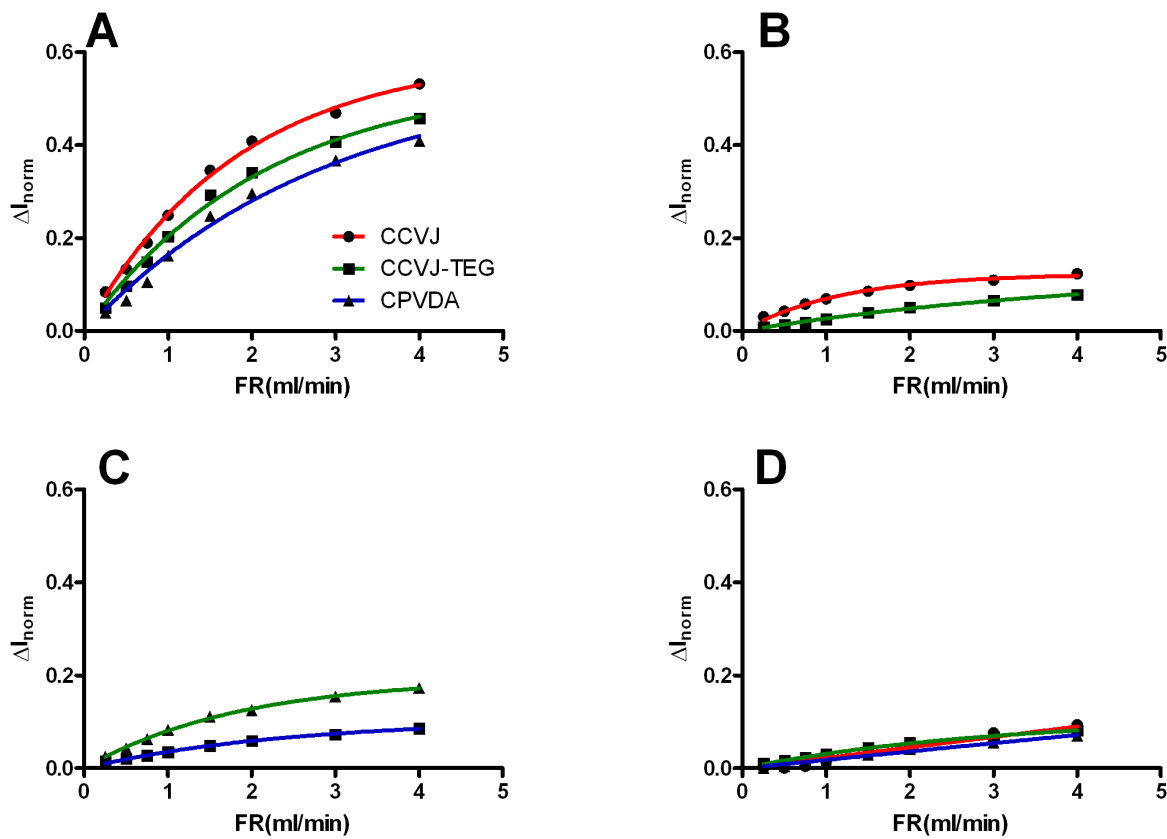 A
0.6
0.4
0.2
0.0
ΔInorm
CCVJ
CCVJ-TEG
CPVDA
0 1 2 3 4 5
FR(ml/min)
B
0.6
0.4
0.2
0.0
ΔInorm
0 1 2 3 4 5
FR(ml/min)
C
0.6
0.4
0.2
0.0
ΔInorm
0 1 2 3 4 5
FR(ml/min)
D
0.6
0.4
0.2
0.0
ΔInorm
0 1 2 3 4 5
FR(ml/min)